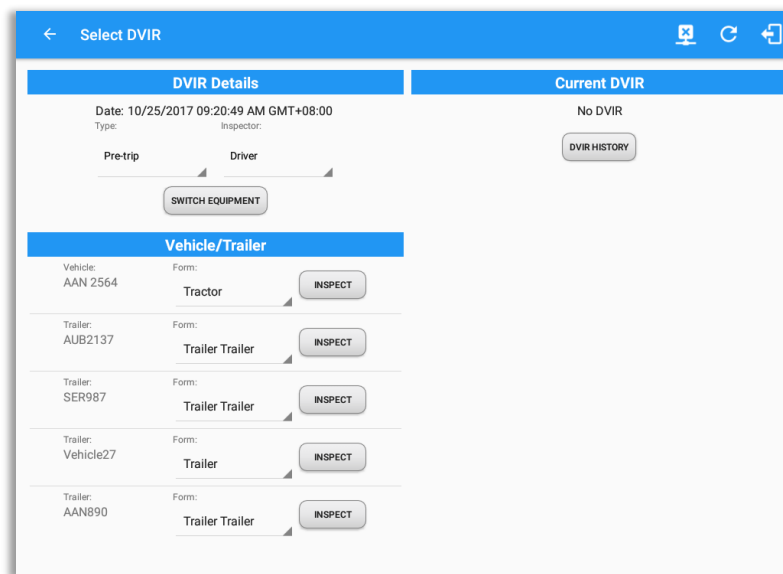 Select DVIR
DVIR Details
Date: 10/25/2017 09:20:49 AM GMT+08:00
Type: Inspector:
Pre-trip Driver
SWITCH EQUIPMENT
Vehicle/Trailer
Vehicle: Form:
AAN 2564 Tractor INSPECT
Trailer: Form:
AUB2137 Trailer Trailer INSPECT
Trailer: Form:
SER987 Trailer Trailer INSPECT
Trailer: Form:
Vehicle27 Trailer INSPECT
Trailer: Form:
AAN890 Trailer Trailer INSPECT
Current DVIR
No DVIR
DVIR HISTORY